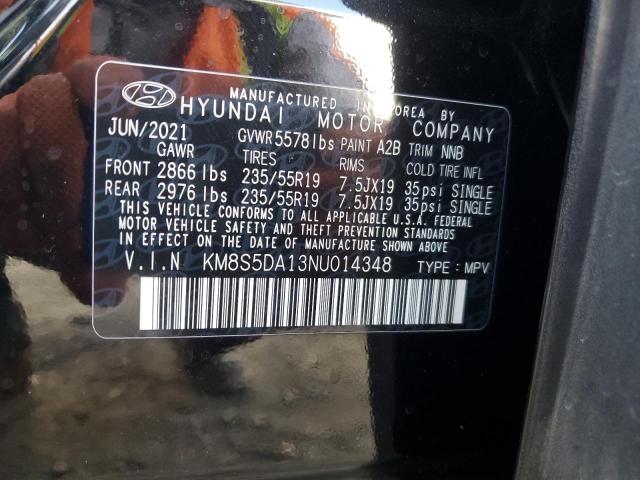 MANUFACTURED IN KOREA BY
HYUNDAI MOTOR COMPANY
JUN/2021 GVWR 5578lbs PAINT A2B TRIM NNB
GAWR TIRES RIMS COLD TIRE INFL
FRONT 2866 lbs 235/55R19 7.5JX19 35psi SINGLE
REAR 2976 lbs 235/55R19 7.5JX19 35psi SINGLE
THIS VEHICLE CONFORMS TO ALL APPLICABLE U.S.A. FEDERAL
MOTOR VEHICLE SAFETY AND THEFT PREVENTION STANDARDS
IN EFFECT ON THE DATE OF MANUFACTURE SHOWN ABOVE.
V.I.N KM8S5DA13NU014348 TYPE : MPV